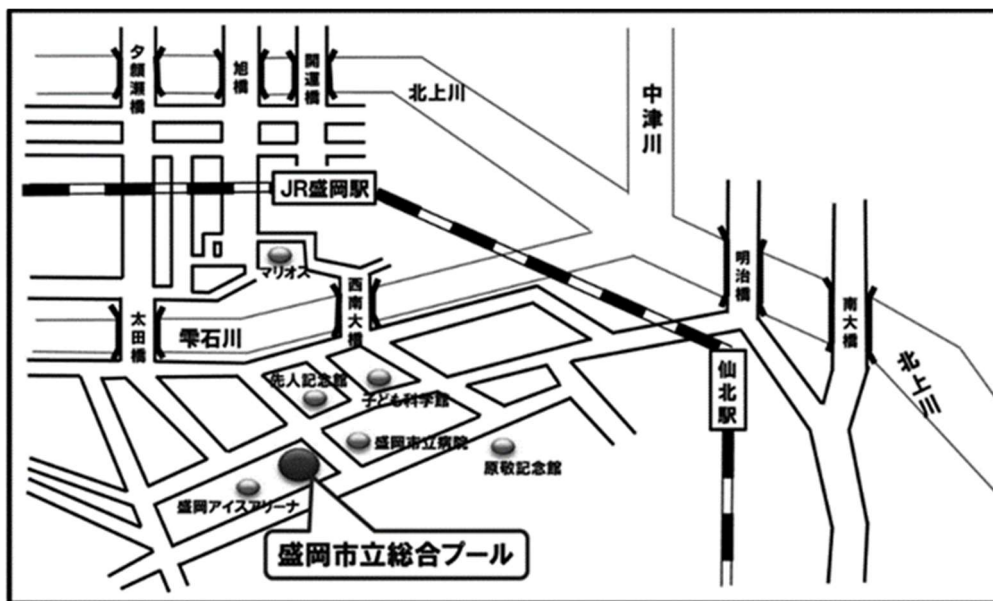 夕顔瀬橋
旭橋
開運橋
北上川
中津川
JR盛岡駅
マリオス
西南大橋
明治橋
南大橋
太田橋
雫石川
北上川
仙北駅
先人記念館
子ども科学館
盛岡市立病院
原敬記念館
盛岡アイスアリーナ
盛岡市立総合プール